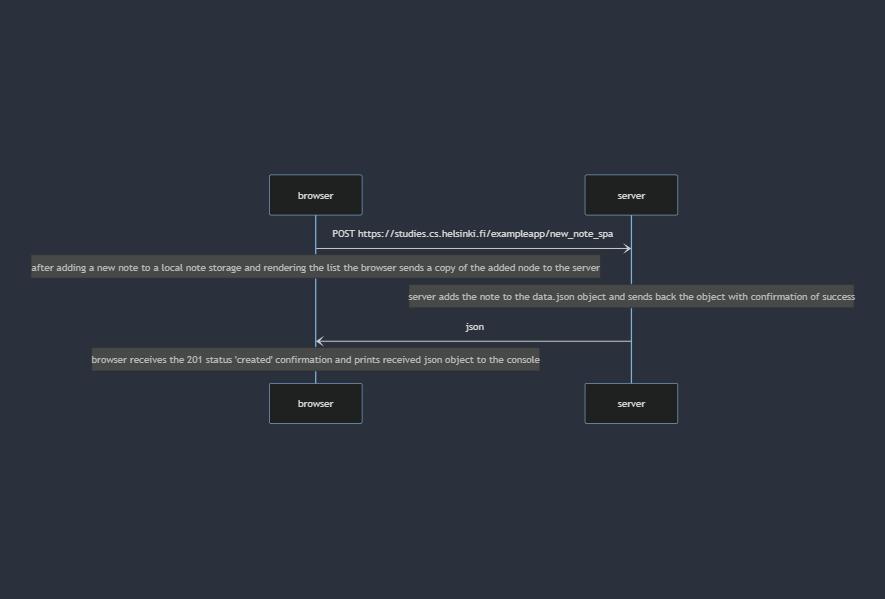 browser
server
POST https://studies.cs.helsinki.fi/exampleapp/new_note_spa
after adding a new note to a local note storage and rendering the list the browser sends a copy of the added node to the server
server adds the note to the data.json object and sends back the object with confirmation of success
json
browser receives the 201 status 'created' confirmation and prints received json object to the console
browser
server